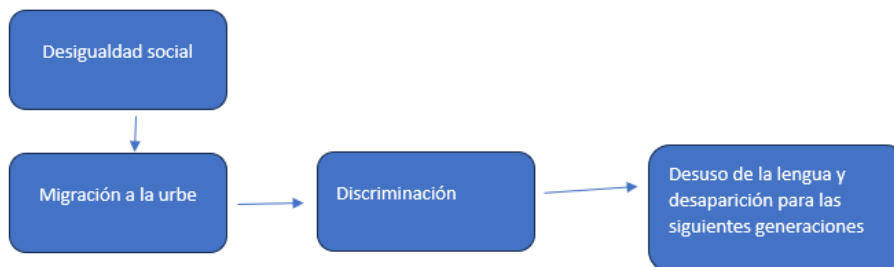 Desigualdad social
Migración a la urbe
Discriminación
Desuso de la lengua y
desaparición para las
siguientes generaciones